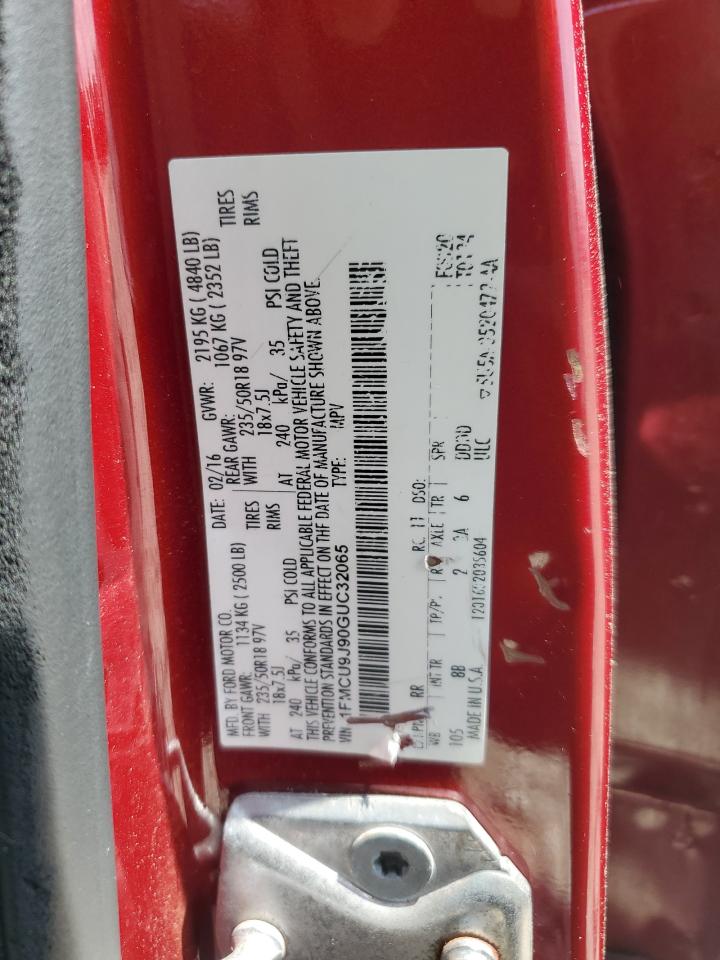 MFD. BY FORD MOTOR CO. DATE: 02/16 GVWR: 2195 KG ( 4840 LB)
FRONT GAWR: 1134 KG ( 2500 LB) REAR GAWR: 1067 KG ( 2352 LB)
WITH 235/50R18 97V TIRES WITH 235/50R18 97V TIRES
18x7.5J RIMS 18x7.5J RIMS
AT 240 kPa/ 35 PSI COLD AT 240 kPa/ 35 PSI COLD
THIS VEHICLE CONFORMS TO ALL APPLICABLE FEDERAL MOTOR VEHICLE SAFETY AND THEFT
PREVENTION STANDARDS IN EFFECT ON THE DATE OF MANUFACTURE SHOWN ABOVE.
VIN: 1FMCU9J90GUC32065 TYPE: MPV
RR RC: 17 DSO:
WB INT TR TP/PS AXLE TR SPR
105 8B 2 6
ULC
MADE IN U.S.A.